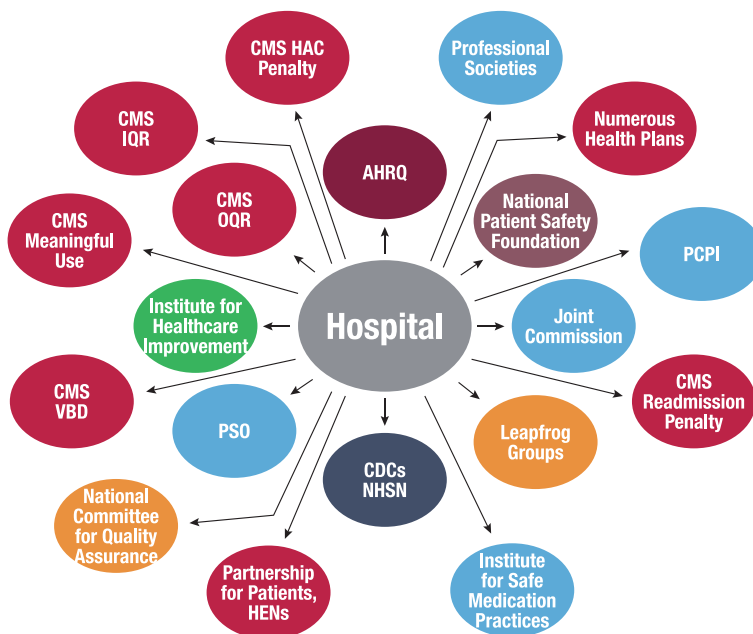 CMS HAC
Penalty
Professional
Societies
CMS
IQR
Numerous
Health Plans
AHRQ
CMS
OQR
National
Patient Safety
Foundation
CMS
Meaningful
Use
PCPI
Institute for
Healthcare
Improvement
Hospital
Joint
Commission
CMS
VBD
CMS
Readmission
Penalty
PSO
Leapfrog
Groups
CDCs
NHSN
National
Committee
for Quality
Assurance
Partnership
for Patients,
HENs
Institute
for Safe
Medication
Practices